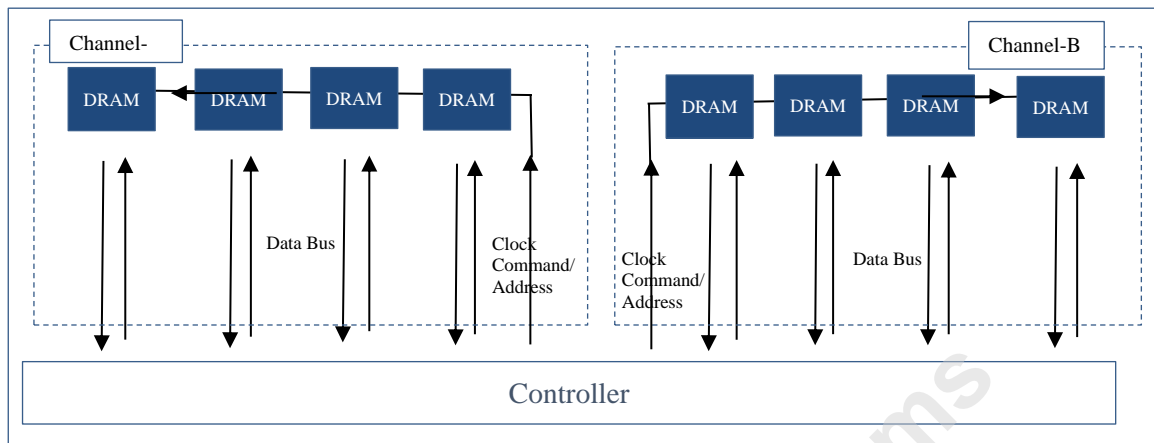 Channel-
Channel-B
DRAM
DRAM
DRAM
DRAM
DRAM
DRAM
DRAM
DRAM
Data Bus
Clock
Command/
Address
Clock
Command/
Address
Data Bus
Controller